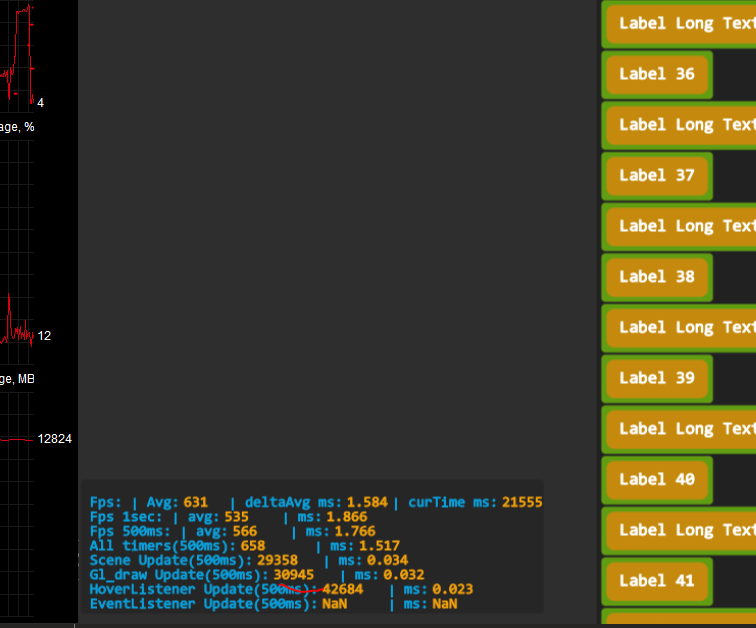 4
age, %
12
ge, MB
12824
Fps: | Avg: 631 | deltaAvg ms: 1.584 | curTime ms: 21555
Fps 1sec: | avg: 535 | ms: 1.866
Fps 500ms: | avg: 566 | ms: 1.766
All timers(500ms): 658 | ms: 1.517
Scene Update(500ms): 29358 | ms: 0.034
Gl_draw Update(500ms): 30945 | ms: 0.032
HoverListener Update(500ms): 42684 | ms: 0.023
EventListener Update(500ms): NaN | ms: NaN
Label Long Text
Label 36
Label Long Text
Label 37
Label Long Text
Label 38
Label Long Text
Label 39
Label Long Text
Label 40
Label Long Text
Label 41